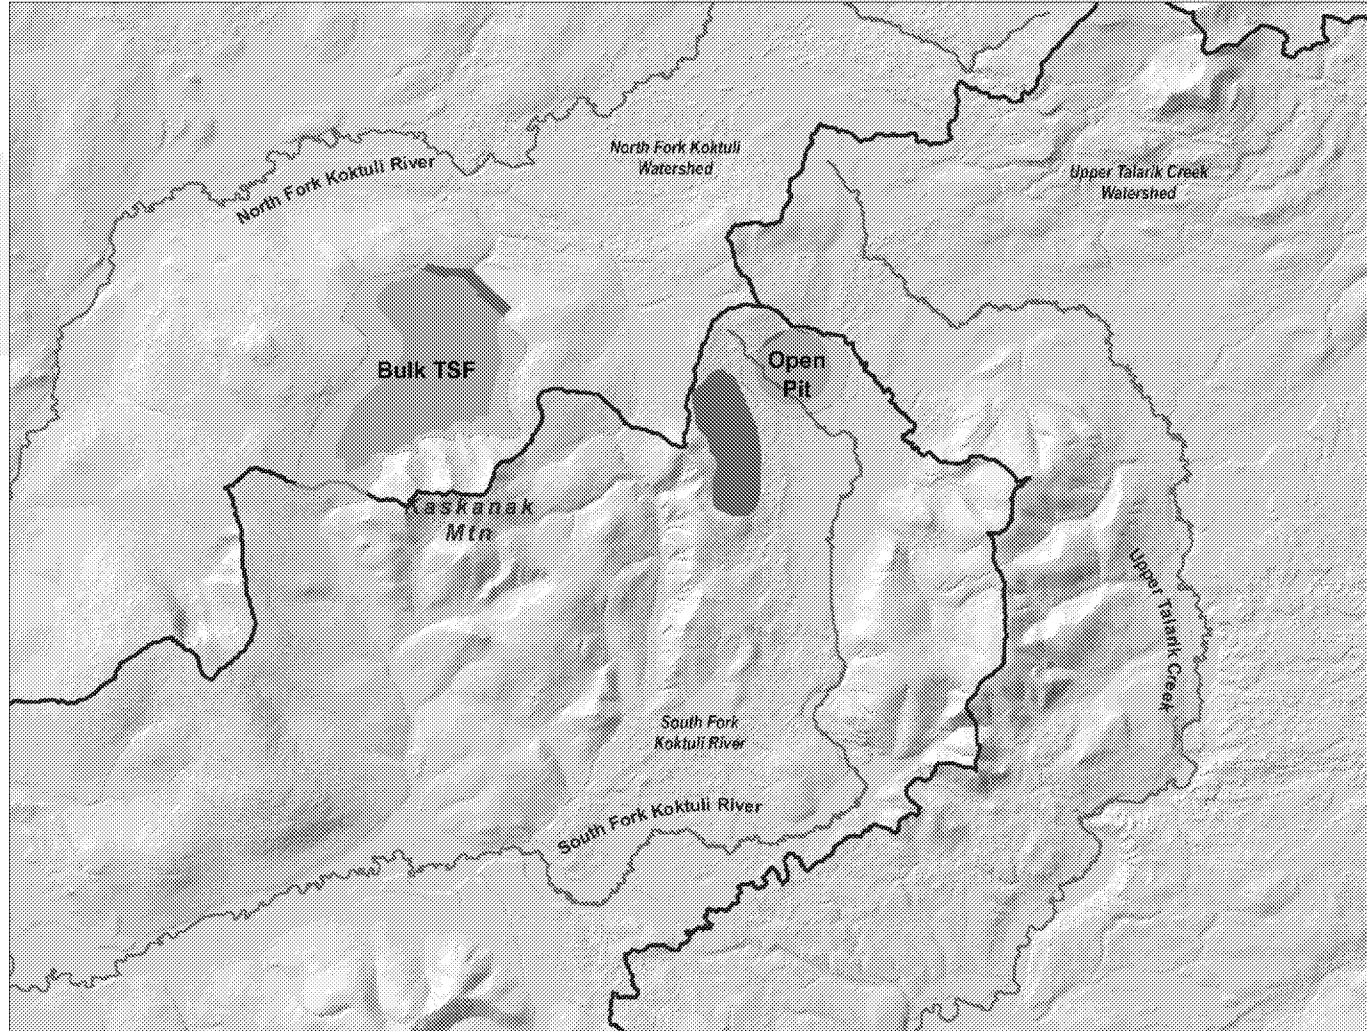 North Fork Koktuli
Watershed
North Fork Koktuli River
Upper Talarik Creek
Watershed
Bulk TSF
Open
Pit
Kaskanak
Mtn
Upper Talarik Creek
South Fork
Koktuli River
South Fork Koktuli River